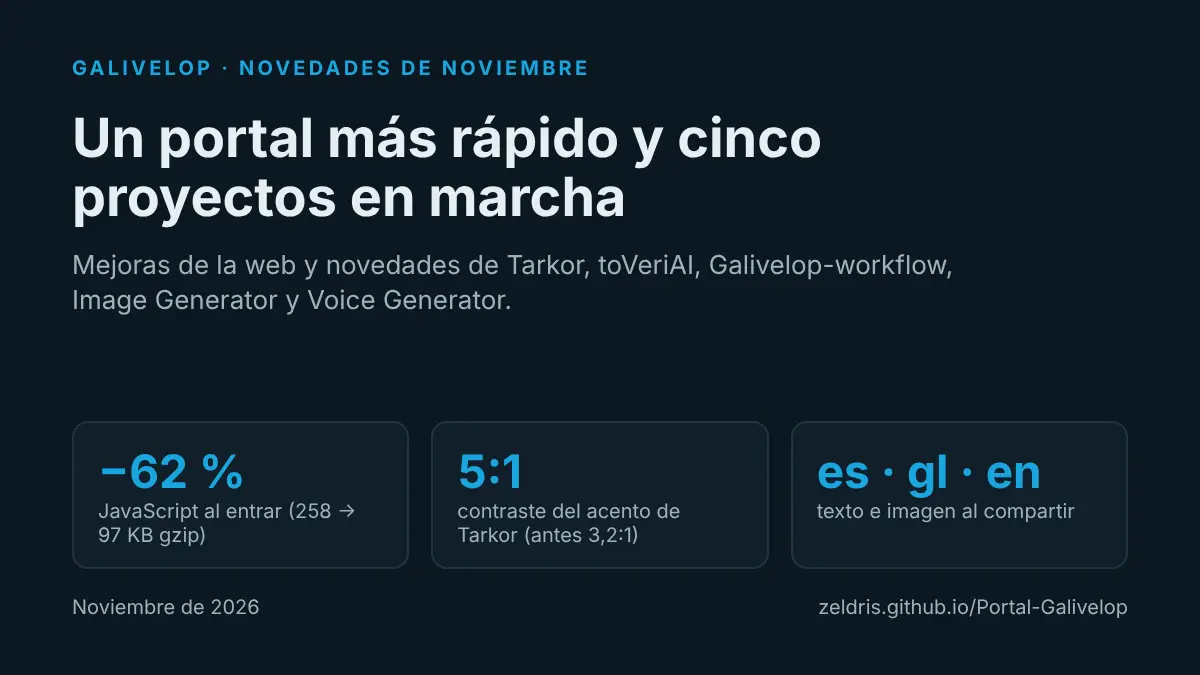 GALIVELOP · NOVEDADES DE NOVIEMBRE
Un portal más rápido y cinco
proyectos en marcha
Mejoras de la web y novedades de Tarkor, toVeriAI, Galivelop-workflow,
Image Generator y Voice Generator.
−62 %
JavaScript al entrar (258 →
97 KB gzip)
5:1
contraste del acento de
Tarkor (antes 3,2:1)
es · gl · en
texto e imagen al compartir
Noviembre de 2026
zeldris.github.io/Portal-Galivelop